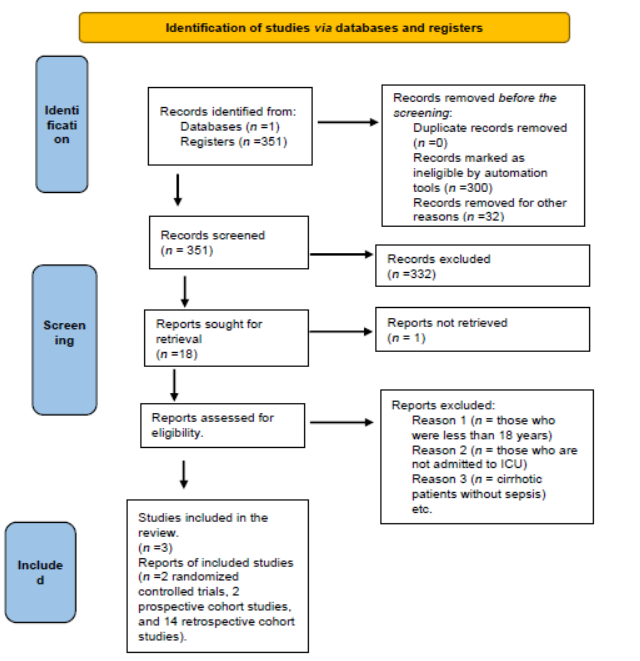 Identification of studies via databases and registers
Identi
ficati
on
Records identified from:
Databases (n =1)
Registers (n =351)
Records removed before the
screening:
Duplicate records removed
(n =0)
Records marked as
ineligible by automation
tools (n =300)
Records removed for other
reasons (n =32)
Records screened
(n = 351)
Records excluded
(n =332)
Screen
ing
Reports sought for
retrieval
(n =18)
Reports not retrieved
(n = 1)
Reports assessed for
eligibility.
Reports excluded:
Reason 1 (n = those who
were less than 18 years)
Reason 2 (n = those who are
not admitted to ICU)
Reason 3 (n = cirrhotic
patients without sepsis)
etc.
Include
d
Studies included in the
review.
(n =3)
Reports of included studies
(n =2 randomized
controlled trials, 2
prospective cohort studies,
and 14 retrospective cohort
studies).